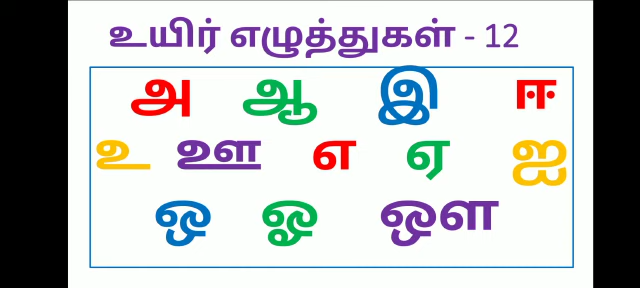 உயிர் எழுத்துகள் - 12
அ ஆ இ ஈ
உ ஊ எ ஏ ஐ
ஒ ஓ ஔ